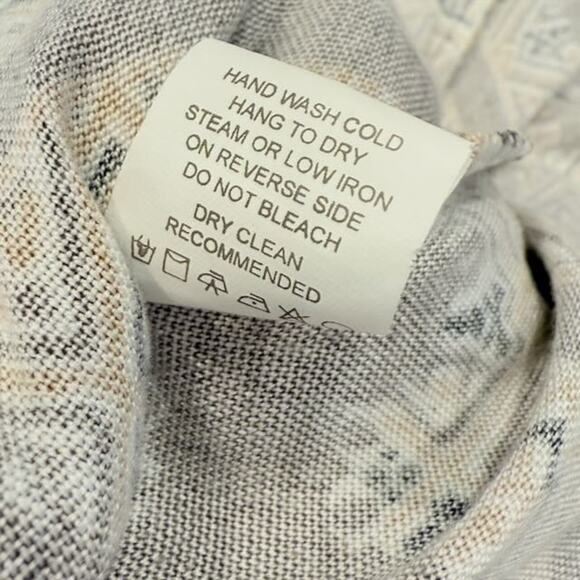 HAND WASH COLD
HANG TO DRY
STEAM OR LOW IRON
ON REVERSE SIDE
DO NOT BLEACH
DRY CLEAN
RECOMMENDED